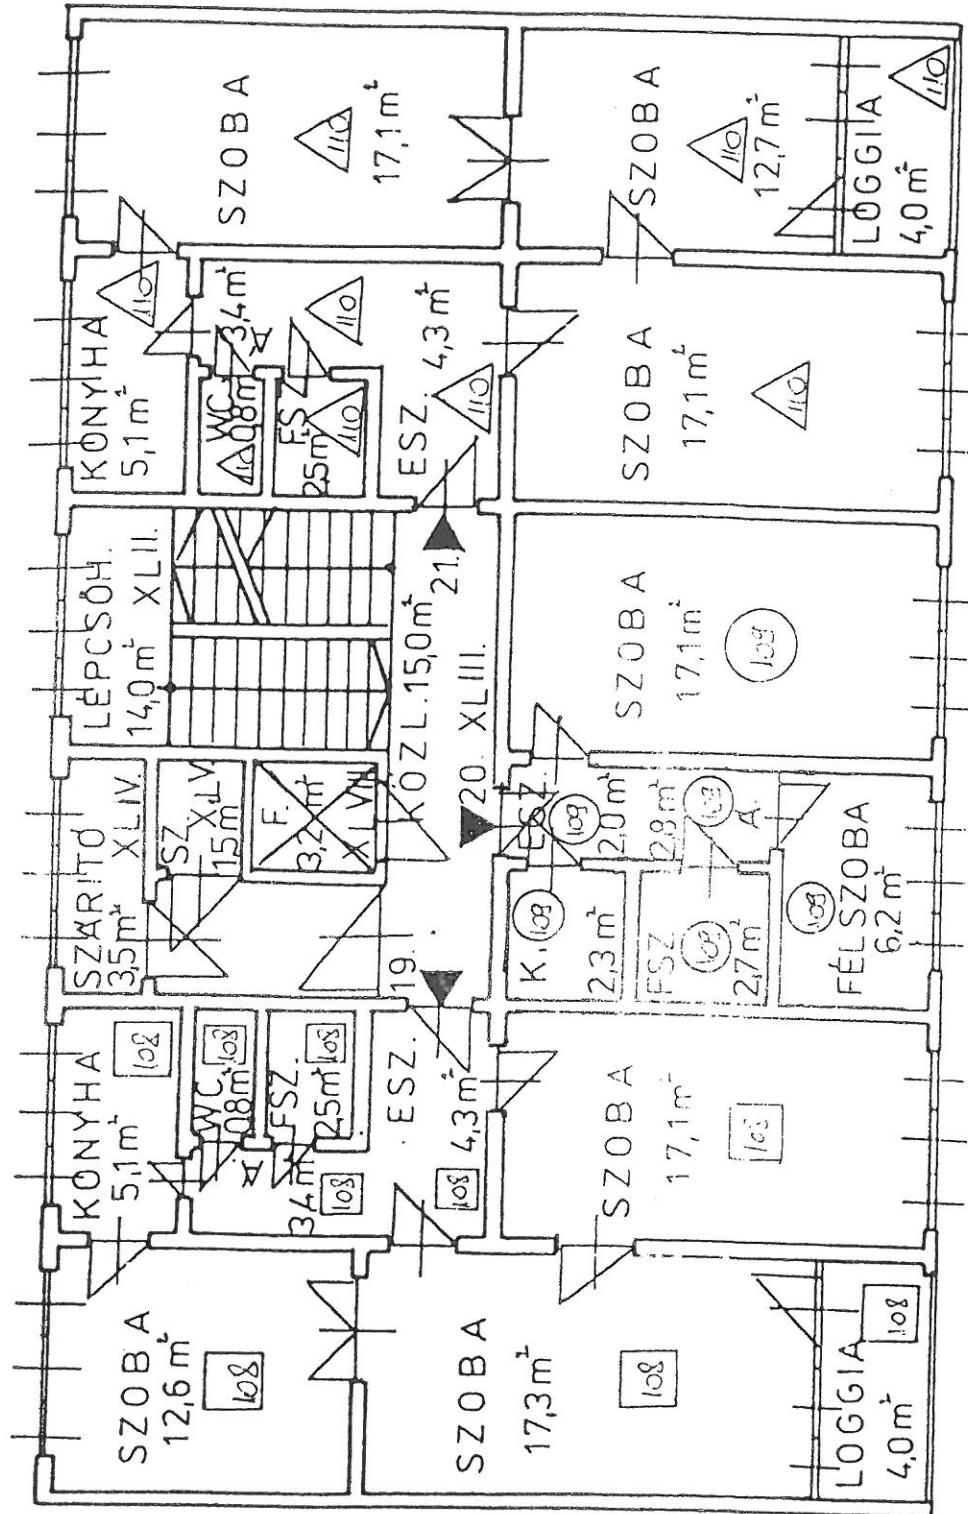 SZOBA
12,6 m²
108
KONYHA
5,1 m²
108
SZÁRÍTÓ
XLIV.
3,5 m²
LÉPCSŐH.
14,0 m²
XLII.
KONYHA
5,1 m²
110
SZOBA
110
17,1 m²
WC.
0,8 m²
108
A
3,4 m²
108
FSZ.
2,5 m²
108
ESZ.
4,3 m²
108
SZ
XLV.
1,5 m²
F.
3,2 m²
XLVII.
WC.
0,8 m²
110
A
3,4 m²
110
FS
2,5 m²
110
ESZ.
4,3 m²
110
KÖZL. 15,0 m²
XLIII.
19.
20.
21.
SZOBA
17,3 m²
108
SZOBA
17,1 m²
108
K.
109
2,3 m²
ESZ.
109
2,0 m²
FSZ
109
2,7 m²
A
109
2,8 m²
FÉLSZOBA
6,2 m²
109
SZOBA
17,1 m²
109
SZOBA
17,1 m²
110
SZOBA
110
12,7 m²
LOGGIA
4,0 m²
108
LOGGIA
4,0 m²
110